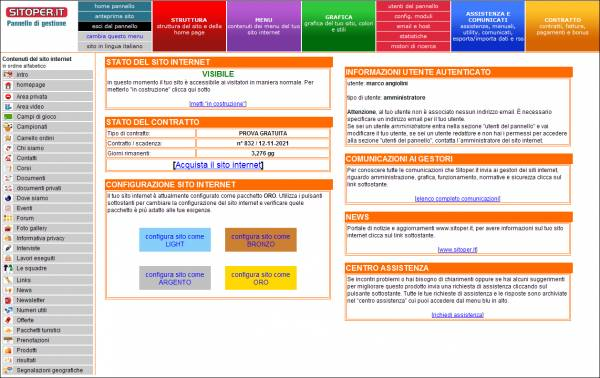 SITOPER.IT
Pannello di gestione
home pannello
anteprima sito
esci dal pannello
cambia questo menu
sito in lingua italiano
STRUTTURA
struttura del sito e della
home page
MENU
contenuti dei menu del tuo
sito internet
GRAFICA
grafica del tuo sito, colori
e stili
utenti del pannello
config. moduli
email e host
statistiche
motori di ricerca
ASSISTENZA E
COMUNICATI
assistenza, manuali,
utility, comunicati,
esporta/importa dati e rss
CONTRATTO
contratti, fatture,
pagamenti e bonus
Contenuti del sito internet
in ordine alfabetico
.intro
homepage
Area privata
Area video
Campi di gioco
Campionati
Carrello ordini
Chi siamo
Contatti
Corsi
Documenti
documenti privati
Dove siamo
Eventi
Forum
Foto gallery
Informativa privacy
Interviste
Lavori eseguiti
Le squadre
Links
News
Newsletter
Numeri utili
Offerte
Pacchetti turistici
Prenotazioni
Prodotti
risultati
Segnalazioni geografiche
STATO DEL SITO INTERNET
VISIBILE
in questo momento il tuo sito è accessibile ai visitatori in maniera normale. Per
metterlo "in costruzione" clicca qui sotto
[metti "in costruzione"]
STATO DEL CONTRATTO
Tipo di contratto: PROVA GRATUITA
Contratto / scadenza: n° 832 / 12-11-2021
Giorni rimanenti: 3,276 gg
[Acquista il sito internet]
CONFIGURAZIONE SITO INTERNET
Il tuo sito internet è attualmente configurato come pacchetto ORO. Utilizza i pulsanti
sottostanti per cambiare la configurazione del sito internet e verificare quale
pacchetto è più adatto alle tue esigenze.
configura sito come
LIGHT
configura sito come
BRONZO
configura sito come
ARGENTO
configura sito come
ORO
INFORMAZIONI UTENTE AUTENTICATO
utente: marco angiolini
tipo di utente: amministratore
Attenzione, al tuo utente non è associato nessun indirizzo email. È necessario
specificare un indirizzo email per il tuo utente.
Se sei un utente amministratore entra nella sezione "utenti del pannello" e vai
modificare il tuo utente, se sei un utente redattore e non hai i permessi per accedere
alla sezione "utenti del pannello", contatta l'amministratore del sito internet.
COMUNICAZIONI AI GESTORI
Per conoscere tutte le comunicazioni che Sitoper.it invia ai gestori dei siti internet,
riguardo amministrazione, grafica, funzionamento, normative e sicurezza clicca sul
link sottostante.
[elenco completo comunicazioni]
NEWS
Portale di notizie e aggiornamenti www.sitoper.it, per avere informazioni sul tuo sito
internet clicca sul link sottostante.
[www.sitoper.it]
CENTRO ASSISTENZA
Se incontri problemi o hai bisogno di chiarimenti oppure se hai alcuni suggerimenti
per migliorare questo prodotto invia una richiesta di assistenza cliccando sul
pulsante sottostante. Tutte le tue richieste di assistenza e le risposte sono archiviate
nel "centro assistenza" cui puoi accedere dal menu blu in alto.
[richiedi assistenza]